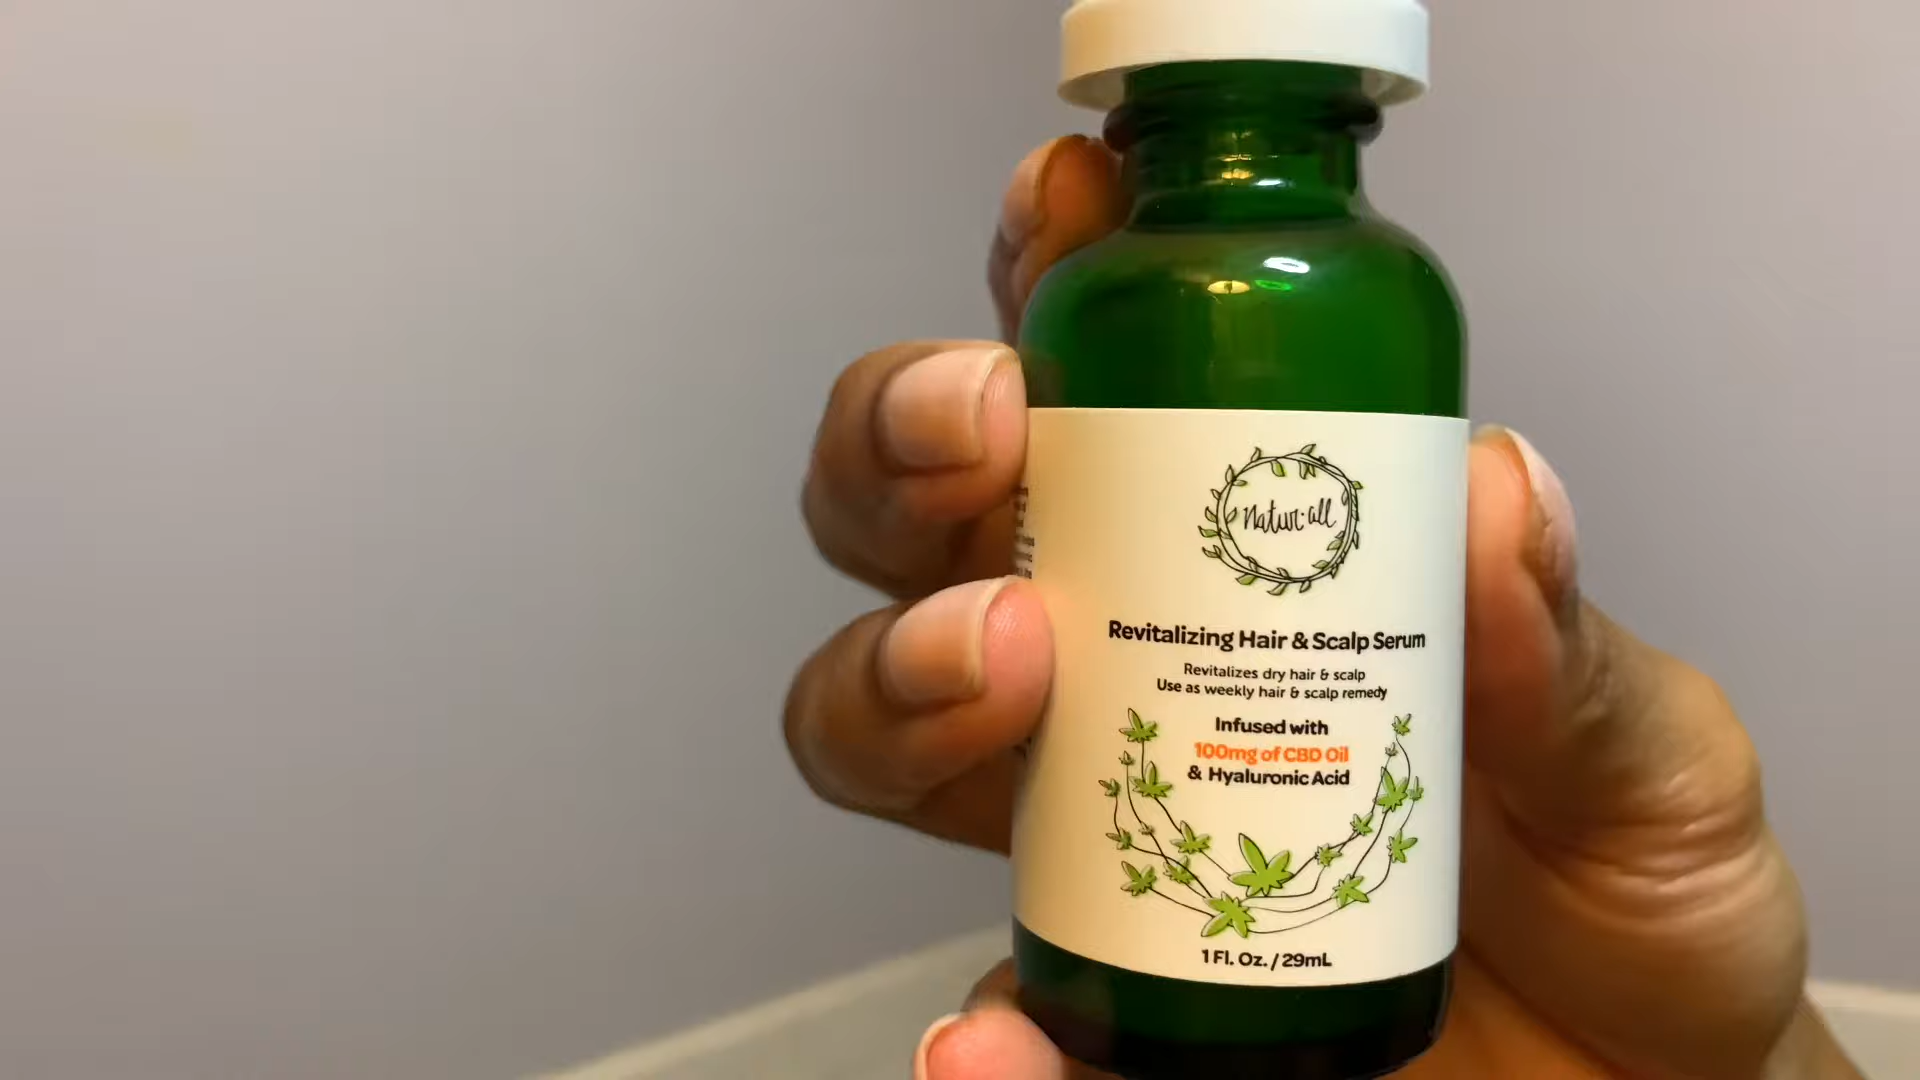 Natur·all
Revitalizing Hair & Scalp Serum
Revitalizes dry hair & scalp
Use as weekly hair & scalp remedy
Infused with
100mg of CBD Oil
& Hyaluronic Acid
1 Fl. Oz. / 29mL